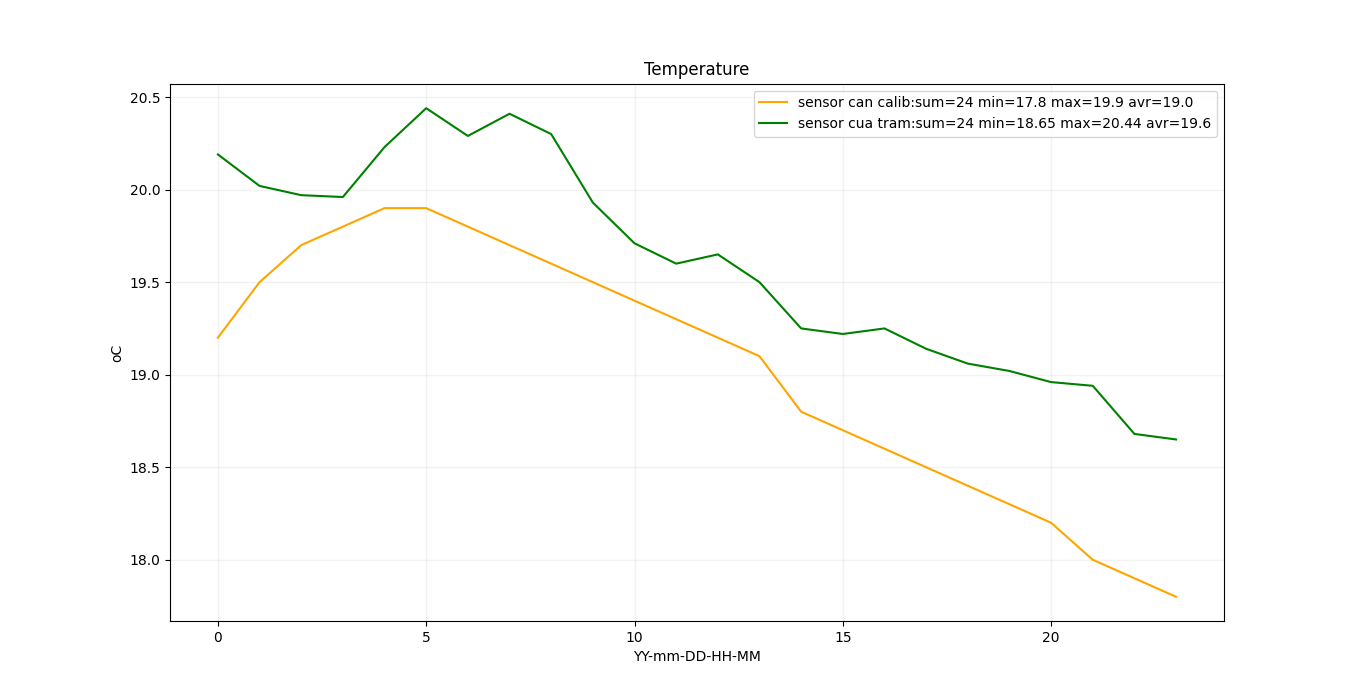 Temperature
sensor can calib:sum=24 min=17.8 max=19.9 avr=19.0
sensor cua tram:sum=24 min=18.65 max=20.44 avr=19.6
20.5
20.0
19.5
19.0
18.5
18.0
oC
0 5 10 15 20
YY-mm-DD-HH-MM